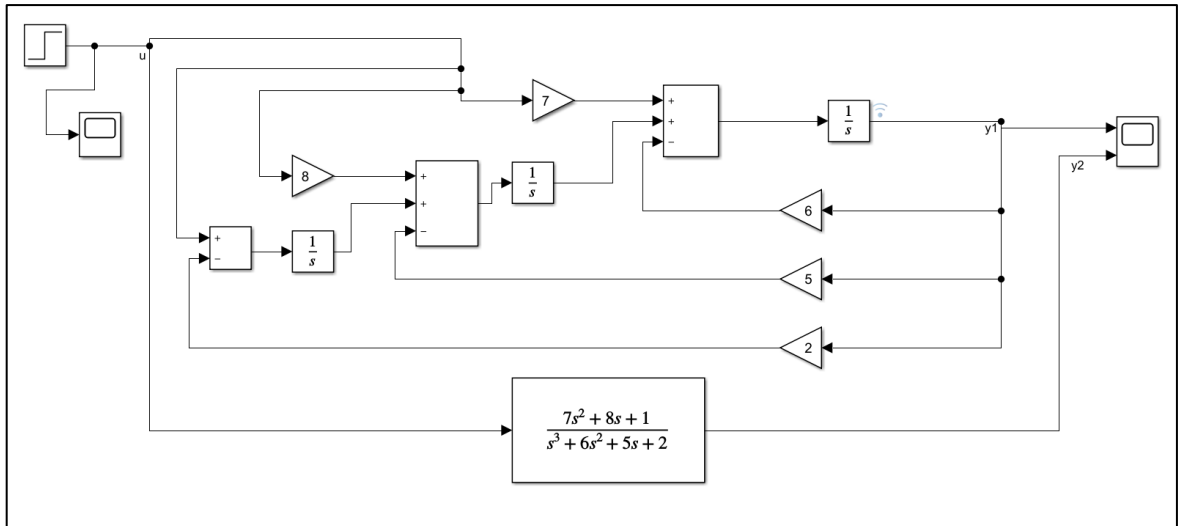 u
7
+
+
−
1/s
y1
y2
8
+
+
−
1/s
6
+
−
1/s
5
2
7s² + 8s + 1
s³ + 6s² + 5s + 2